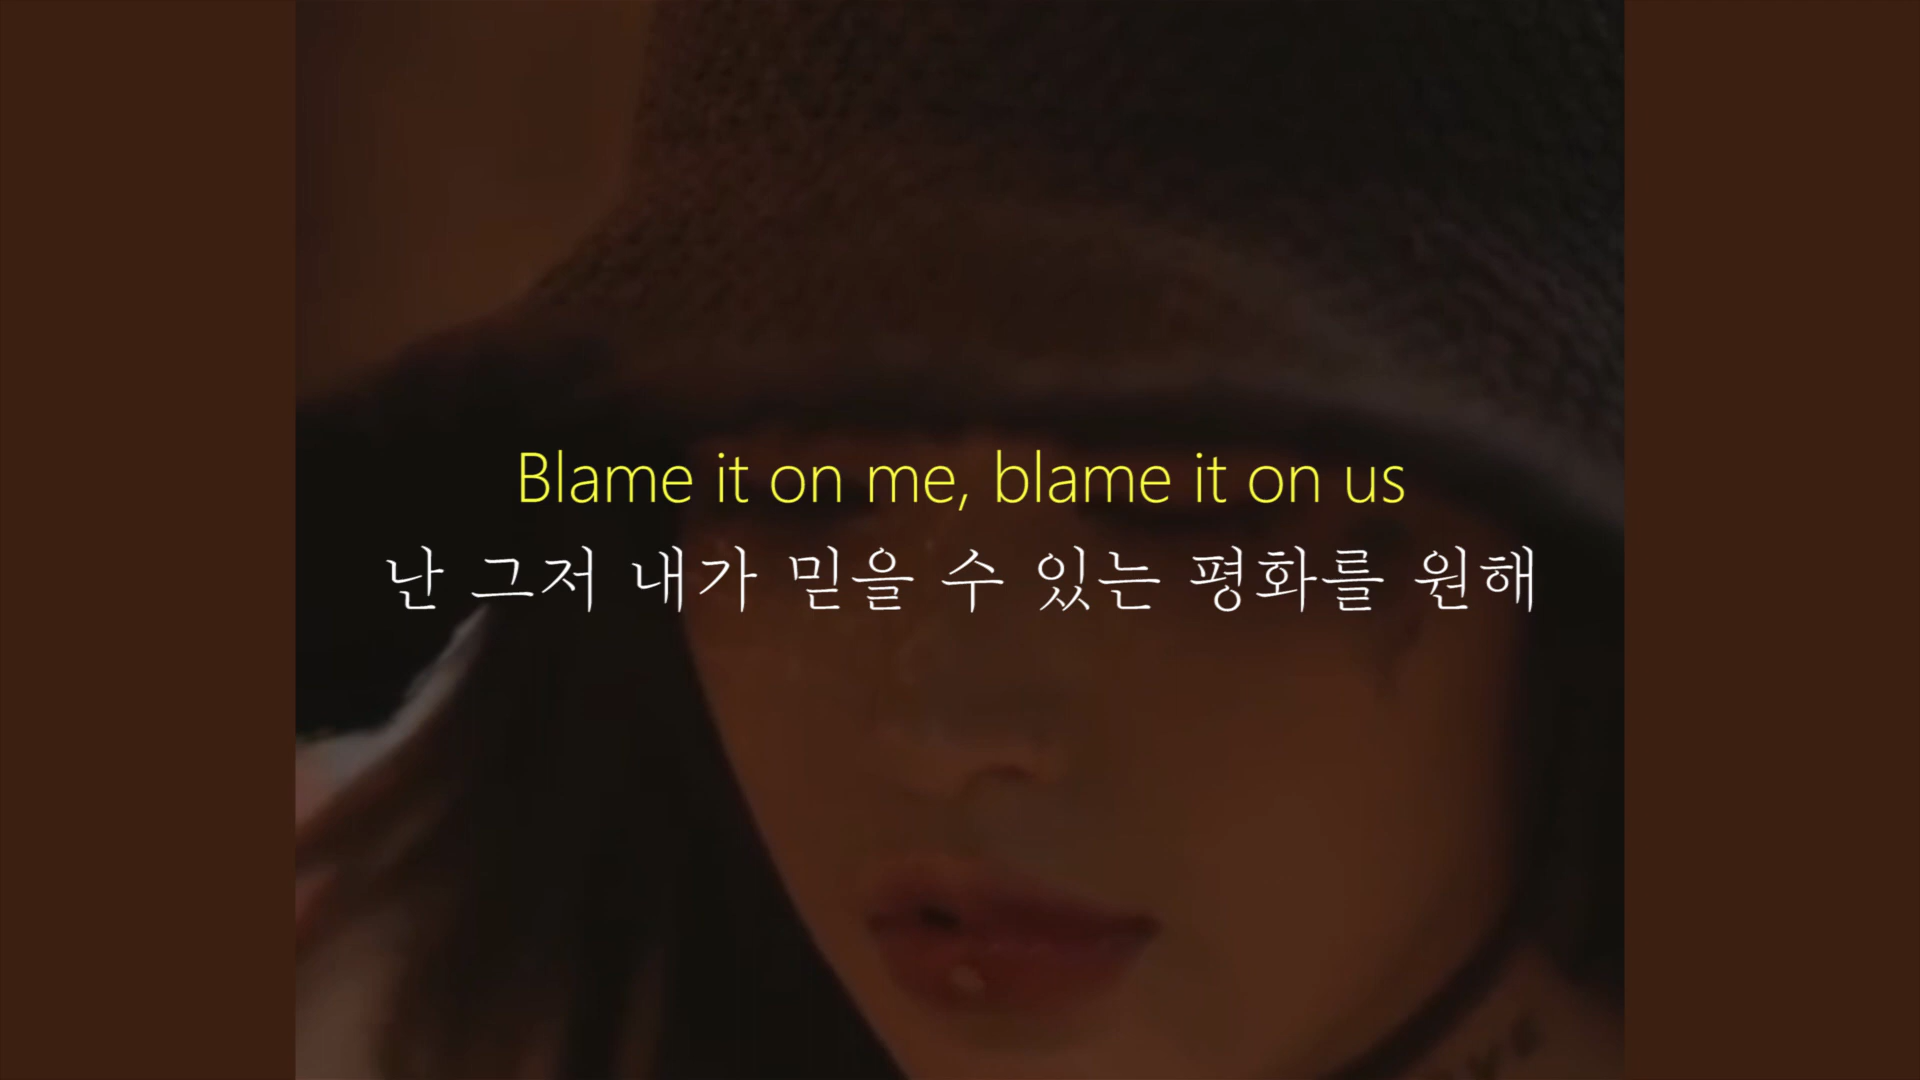 Blame it on me, blame it on us
난 그저 내가 믿을 수 있는 평화를 원해